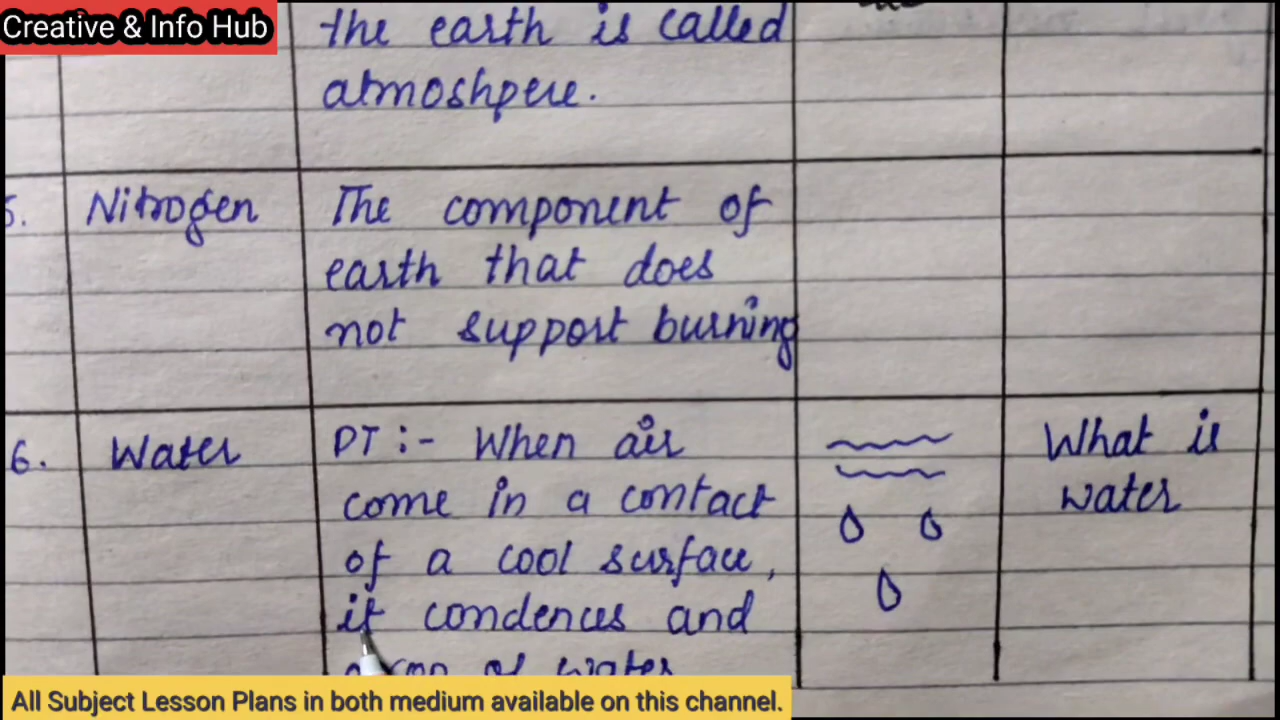 Creative & Info Hub
the earth is called
atmoshpere.
5. Nitrogen The component of
earth that does
not support burning
6. Water PT :- When air What is
come in a contact water
of a cool surface,
it condences and
of water
All Subject Lesson Plans in both medium available on this channel.